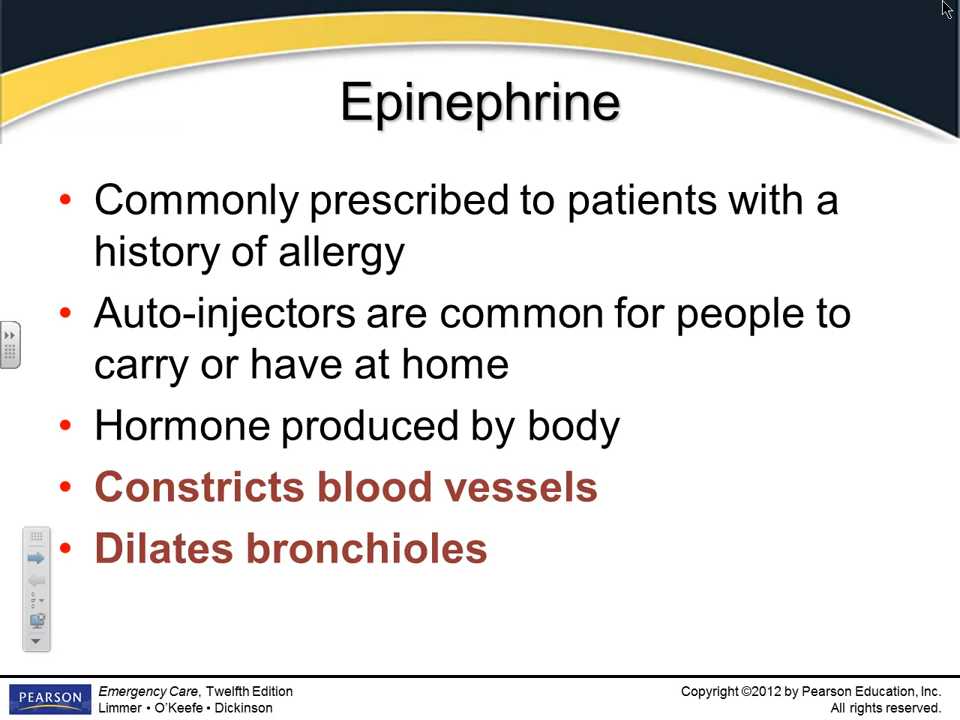 Epinephrine
• Commonly prescribed to patients with a
history of allergy
• Auto-injectors are common for people to
carry or have at home
• Hormone produced by body
• Constricts blood vessels
• Dilates bronchioles
PEARSON
Emergency Care, Twelfth Edition
Limmer • O’Keefe • Dickinson
Copyright ©2012 by Pearson Education, Inc.
All rights reserved.